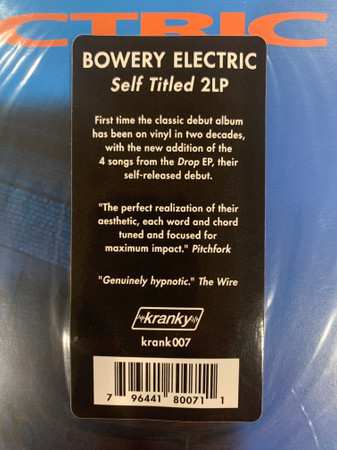 CTRIC
BOWERY ELECTRIC
Self Titled 2LP
First time the classic debut album
has been on vinyl in two decades,
with the new addition of the
4 songs from the Drop EP, their
self-released debut.
"The perfect realization of their
aesthetic, each word and chord
tuned and focused for
maximum impact." Pitchfork
"Genuinely hypnotic." The Wire
kranky
krank007
7 96441 80071 1